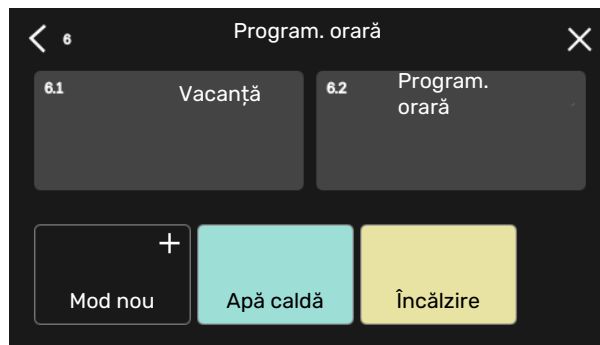 6 Program. orară
6.1 Vacanță
6.2 Program.
orară
Mod nou
Apă caldă
Încălzire